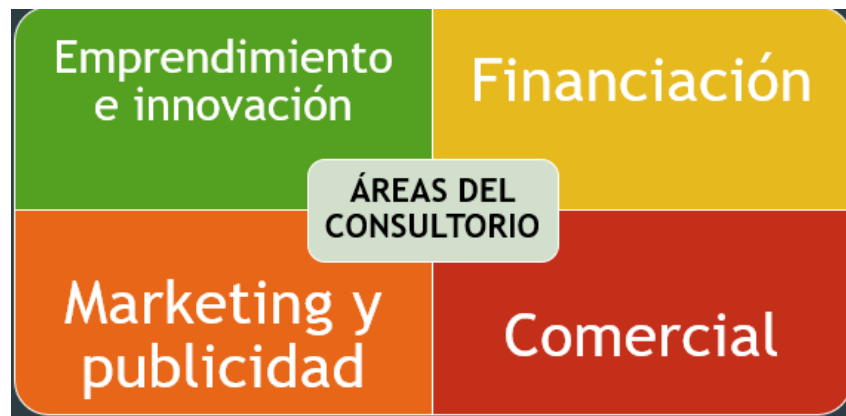 Emprendimiento
e innovación
Financiación
ÁREAS DEL
CONSULTORIO
Marketing y
publicidad
Comercial